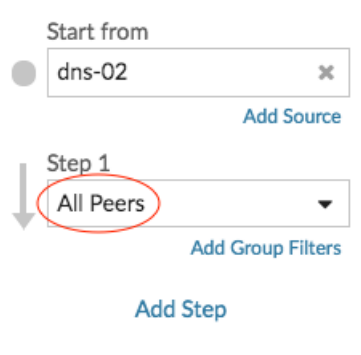 Start from
dns-02
Add Source
Step 1
All Peers
Add Group Filters
Add Step